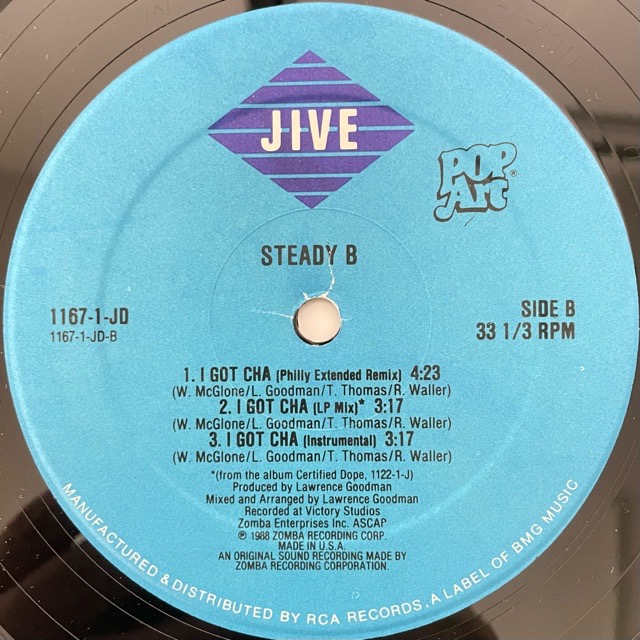 JIVE
POP
Art®
STEADY B
1167-1-JD
1167-1-JD-B
SIDE B
33 1/3 RPM
1. I GOT CHA (Philly Extended Remix) 4:23
(W. McGlone/L. Goodman/T. Thomas/R. Waller)
2. I GOT CHA (LP Mix)* 3:17
(W. McGlone/L. Goodman/T. Thomas/R. Waller)
3. I GOT CHA (Instrumental) 3:17
(W. McGlone/L. Goodman/T. Thomas/R. Waller)
*(from the album Certified Dope, 1122-1-J)
Produced by Lawrence Goodman
Mixed and Arranged by Lawrence Goodman
Recorded at Victory Studios
Zomba Enterprises Inc. ASCAP
℗ 1988 ZOMBA RECORDING CORP.
MADE IN U.S.A.
AN ORIGINAL SOUND RECORDING MADE BY
ZOMBA RECORDING CORPORATION.
MANUFACTURED & DISTRIBUTED BY RCA RECORDS, A LABEL OF BMG MUSIC